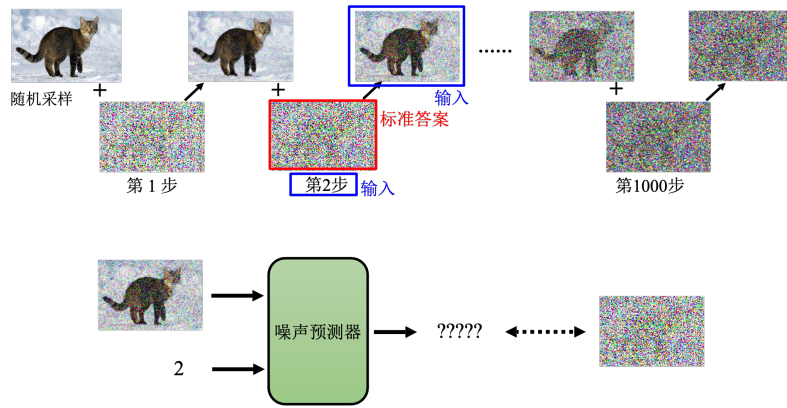 ······
+
+
+
随机采样
输入
标准答案
第 1 步
第2步
输入
第1000步
噪声预测器
?????
2